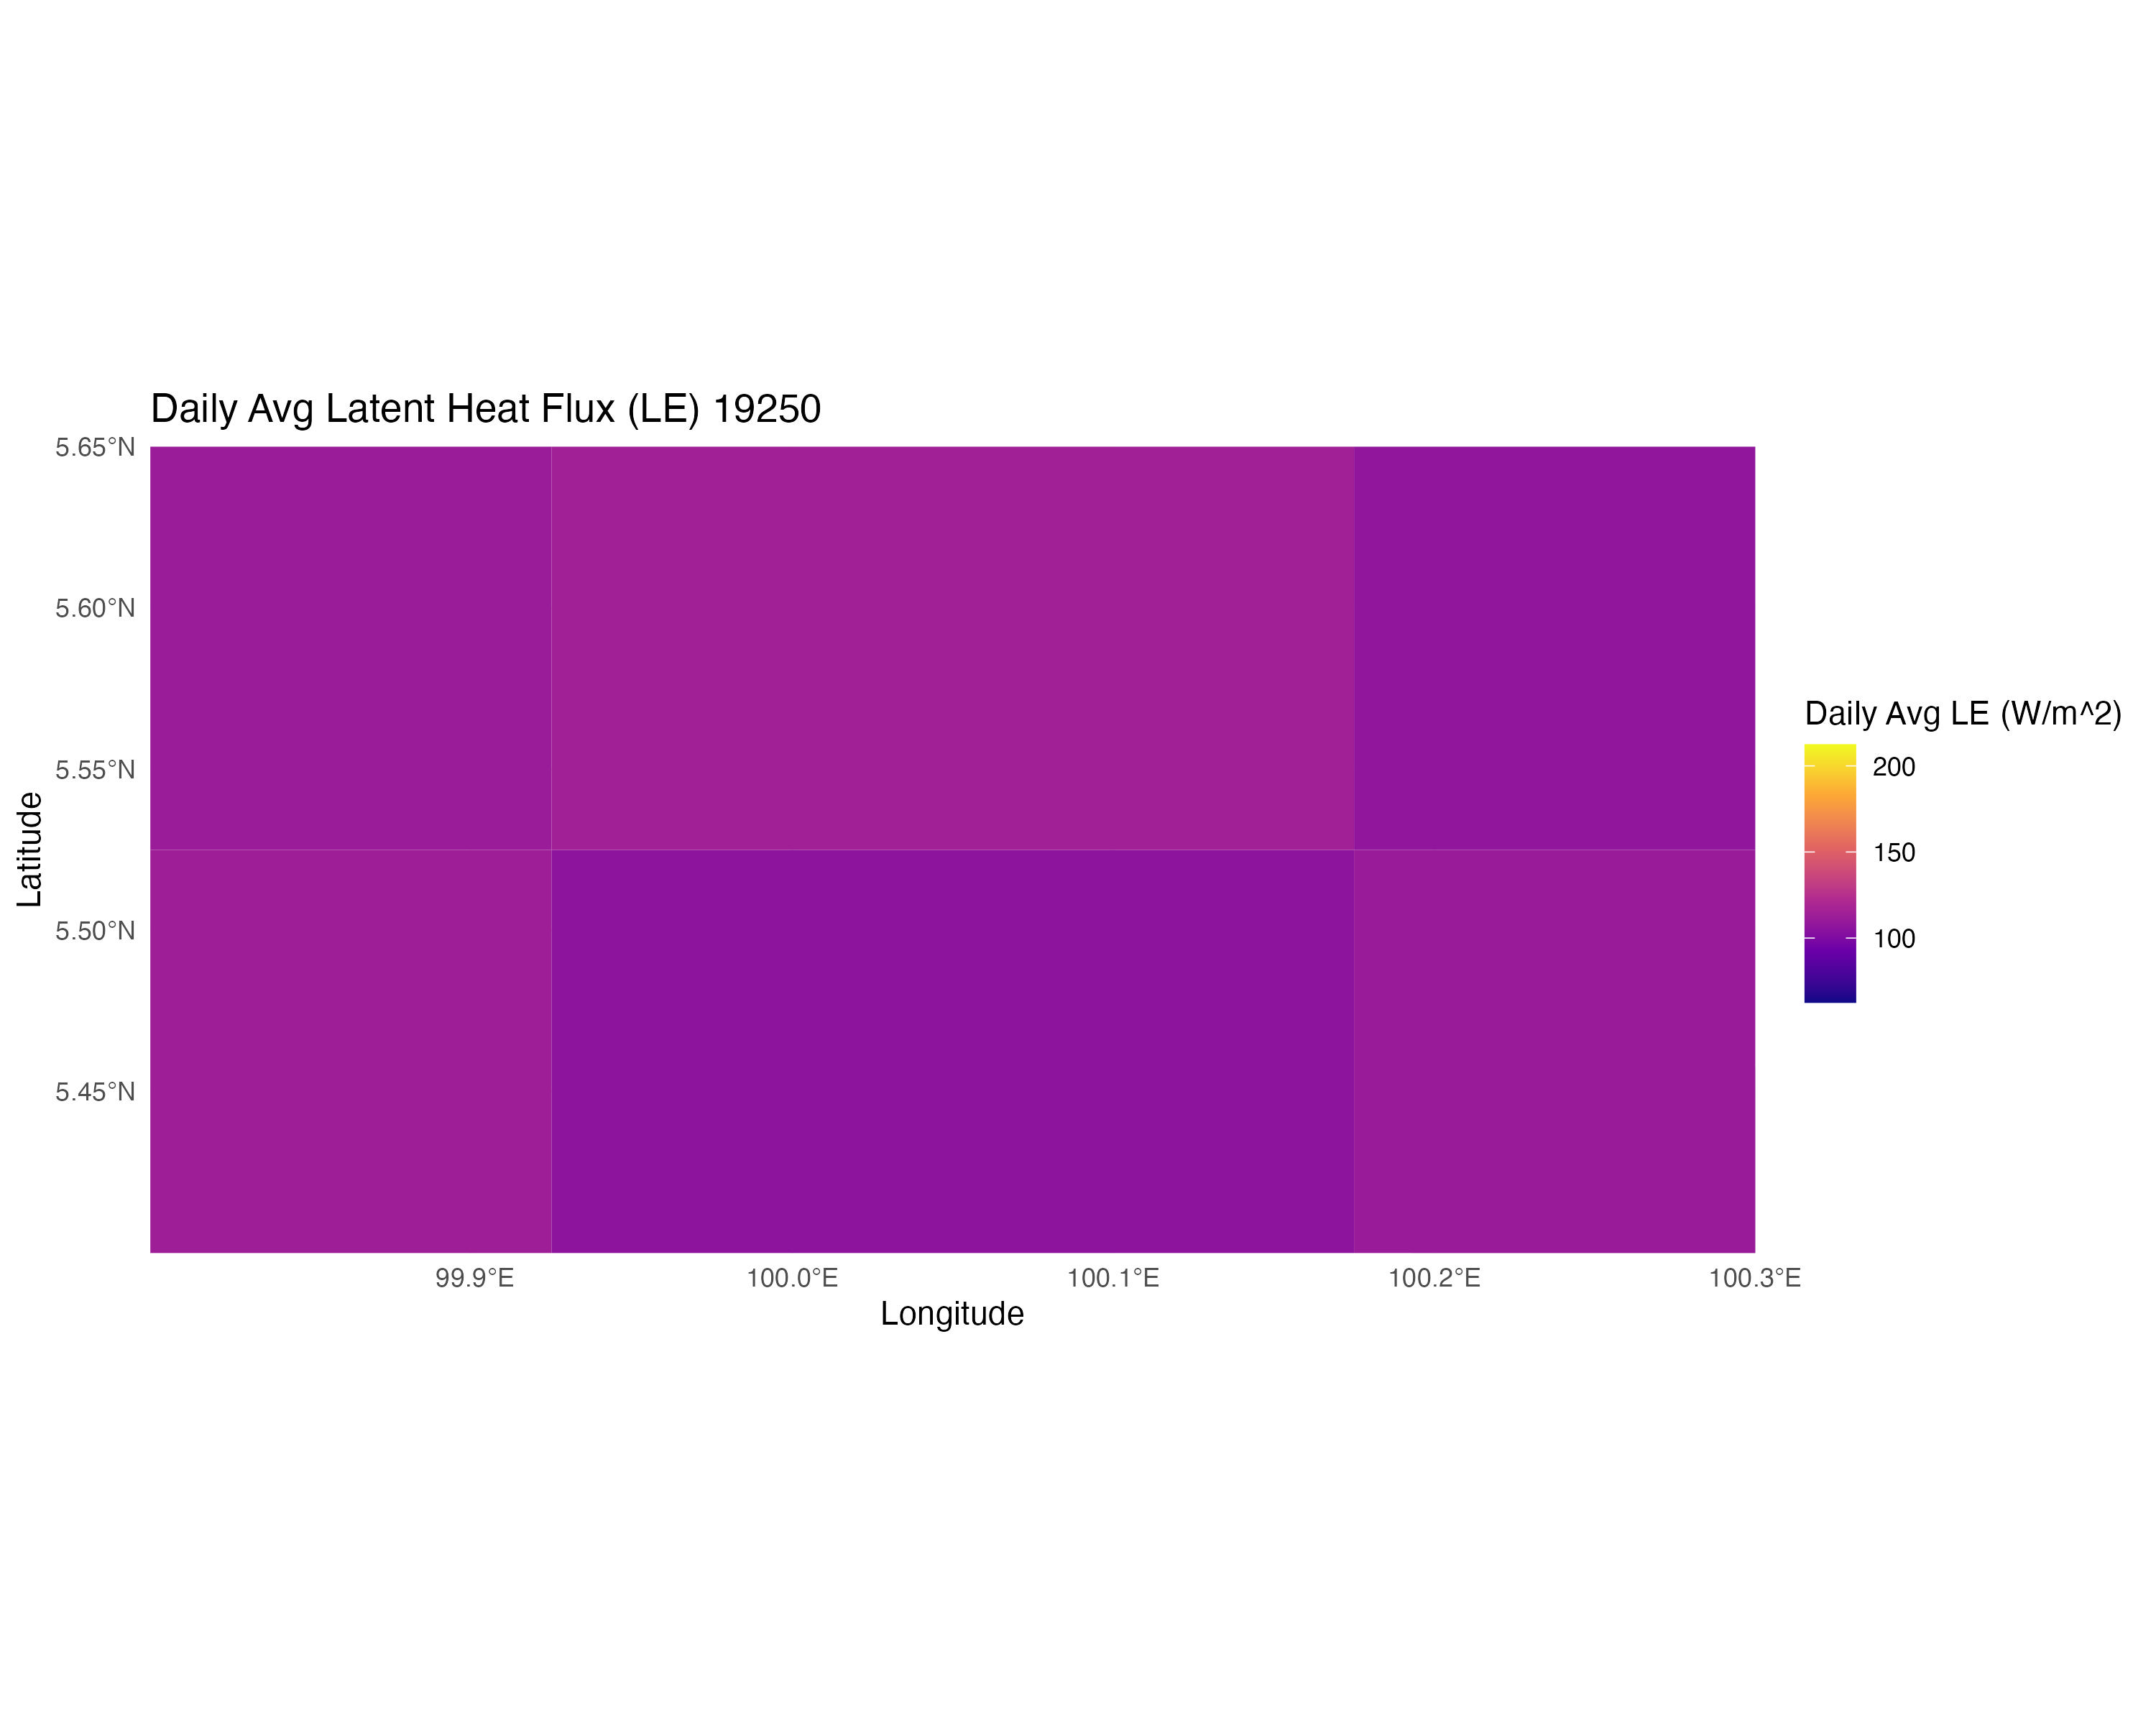 Daily Avg Latent Heat Flux (LE) 19250
5.65°N
5.60°N
5.55°N
5.50°N
5.45°N
Latitude
99.9°E
100.0°E
100.1°E
100.2°E
100.3°E
Longitude
Daily Avg LE (W/m^2)
200
150
100